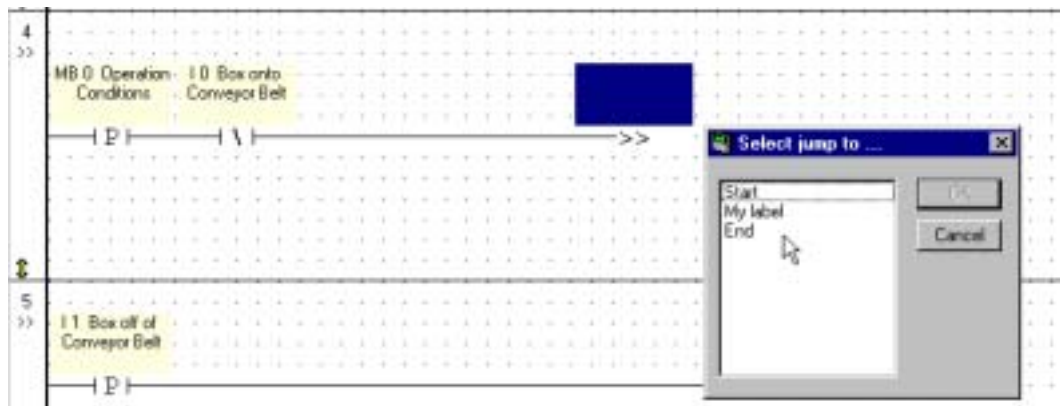 4
>>
MB 0 Operation Conditions
I 0 Box onto Conveyor Belt
P
>>
Select jump to ....
Start
My label
End
OK
Cancel
5
>>
I 1 Box off of Conveyor Belt
P